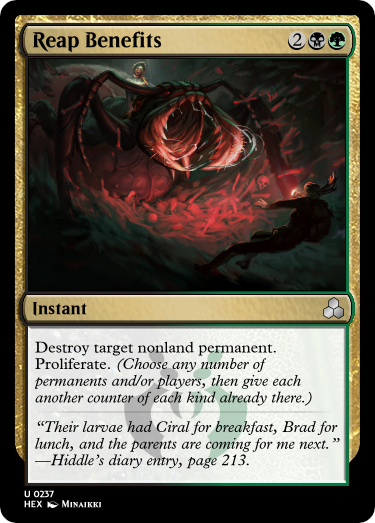 Reap Benefits 2
Instant
Destroy target nonland permanent.
Proliferate. (Choose any number of
permanents and/or players, then give each
another counter of each kind already there.)
“Their larvae had Ciral for breakfast, Brad for
lunch, and the parents are coming for me next.”
—Hiddle’s diary entry, page 213.
U 0237
HEX Minaikki